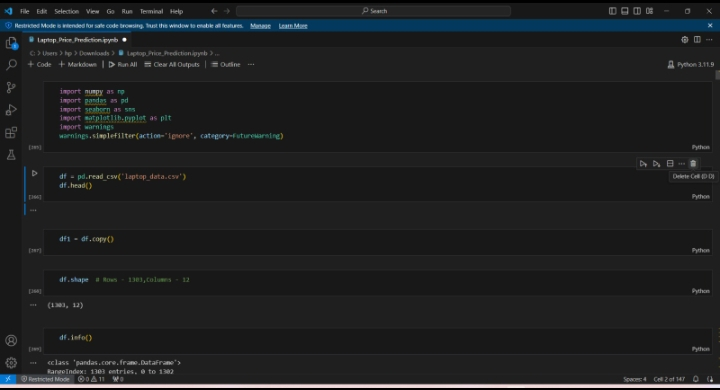 File Edit Selection View Go Run Terminal Help
Search
Restricted Mode is intended for safe code browsing. Trust this window to enable all features. Manage Learn More
Laptop_Price_Prediction.ipynb
C: > Users > hp > Downloads > Laptop_Price_Prediction.ipynb > ...
+ Code + Markdown Run All Clear All Outputs Outline ...
Python 3.11.9
import numpy as np
import pandas as pd
import seaborn as sns
import matplotlib.pyplot as plt
import warnings
warnings.simplefilter(action='ignore', category=FutureWarning)
Python
df = pd.read_csv('laptop_data.csv')
df.head()
Delete Cell (D D)
Python
...
df1 = df.copy()
Python
df.shape # Rows - 1303,Columns - 12
Python
... (1303, 12)
df.info()
Python
... <class 'pandas.core.frame.DataFrame'>
RangeIndex: 1303 entries, 0 to 1302
Restricted Mode 0 11 0 Spaces: 4 Cell 2 of 147